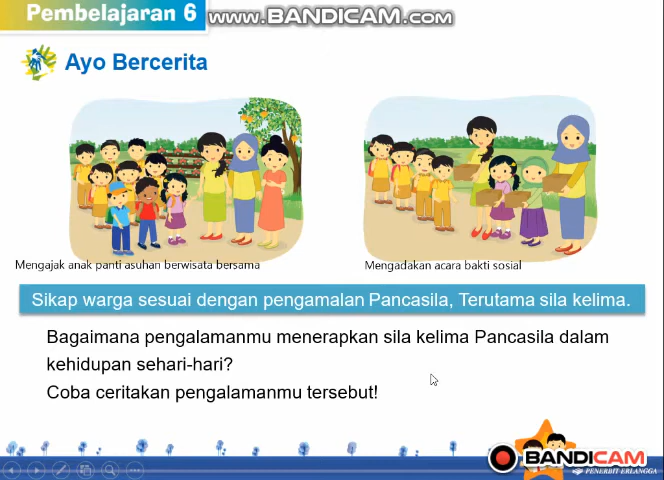 Pembelajaran 6
www.BANDICAM.com
Ayo Bercerita
Mengajak anak panti asuhan berwisata bersama
Mengadakan acara bakti sosial
Sikap warga sesuai dengan pengamalan Pancasila, Terutama sila kelima.
Bagaimana pengalamanmu menerapkan sila kelima Pancasila dalam
kehidupan sehari-hari?
Coba ceritakan pengalamanmu tersebut!
BANDICAM
PENERBIT ERLANGGA